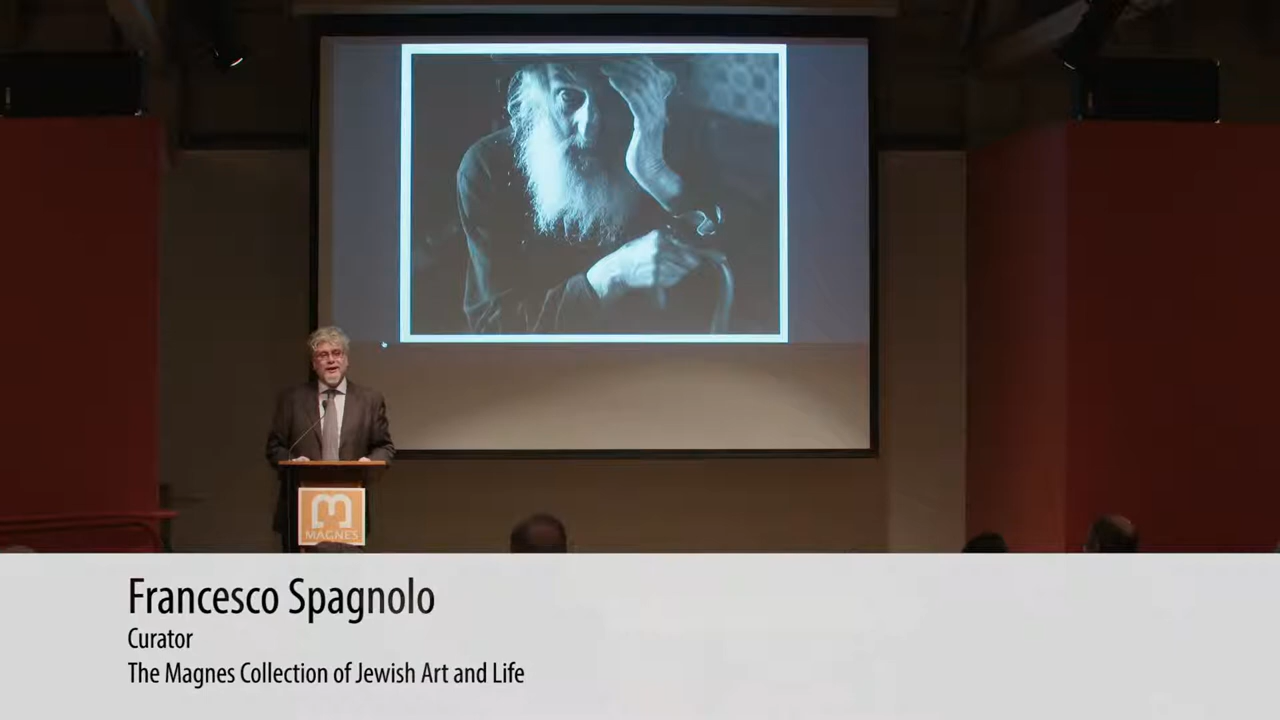 MAGNES
Francesco Spagnolo
Curator
The Magnes Collection of Jewish Art and Life